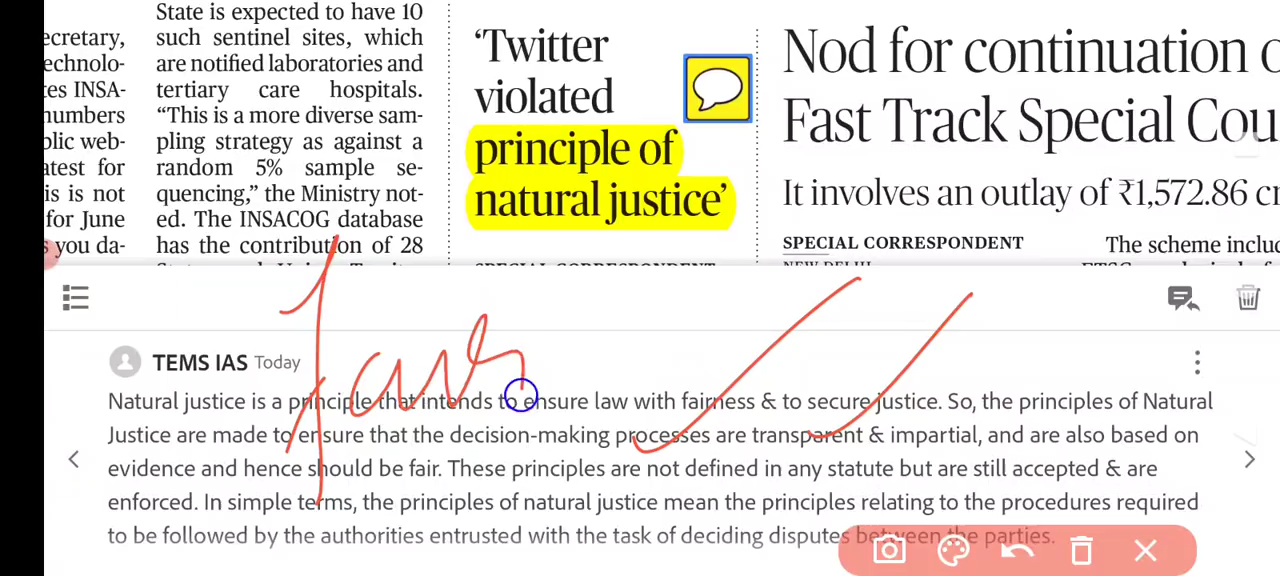 ecretary,
echnolo-
tes INSA-
numbers
blic web-
atest for
is is not
for June
s you da-
State is expected to have 10
such sentinel sites, which
are notified laboratories and
tertiary care hospitals.
“This is a more diverse sam-
pling strategy as against a
random 5% sample se-
quencing,” the Ministry not-
ed. The INSACOG database
has the contribution of 28
‘Twitter
violated
principle of
natural justice’
SPECIAL CORRESPONDENT
Nod for continuation o
Fast Track Special Cou
It involves an outlay of ₹1,572.86 cr
SPECIAL CORRESPONDENT
NEW DELHI
The scheme includ
TEMS IAS Today
Natural justice is a principle that intends to ensure law with fairness & to secure justice. So, the principles of Natural
Justice are made to ensure that the decision-making processes are transparent & impartial, and are also based on
evidence and hence should be fair. These principles are not defined in any statute but are still accepted & are
enforced. In simple terms, the principles of natural justice mean the principles relating to the procedures required
to be followed by the authorities entrusted with the task of deciding disputes between the parties.